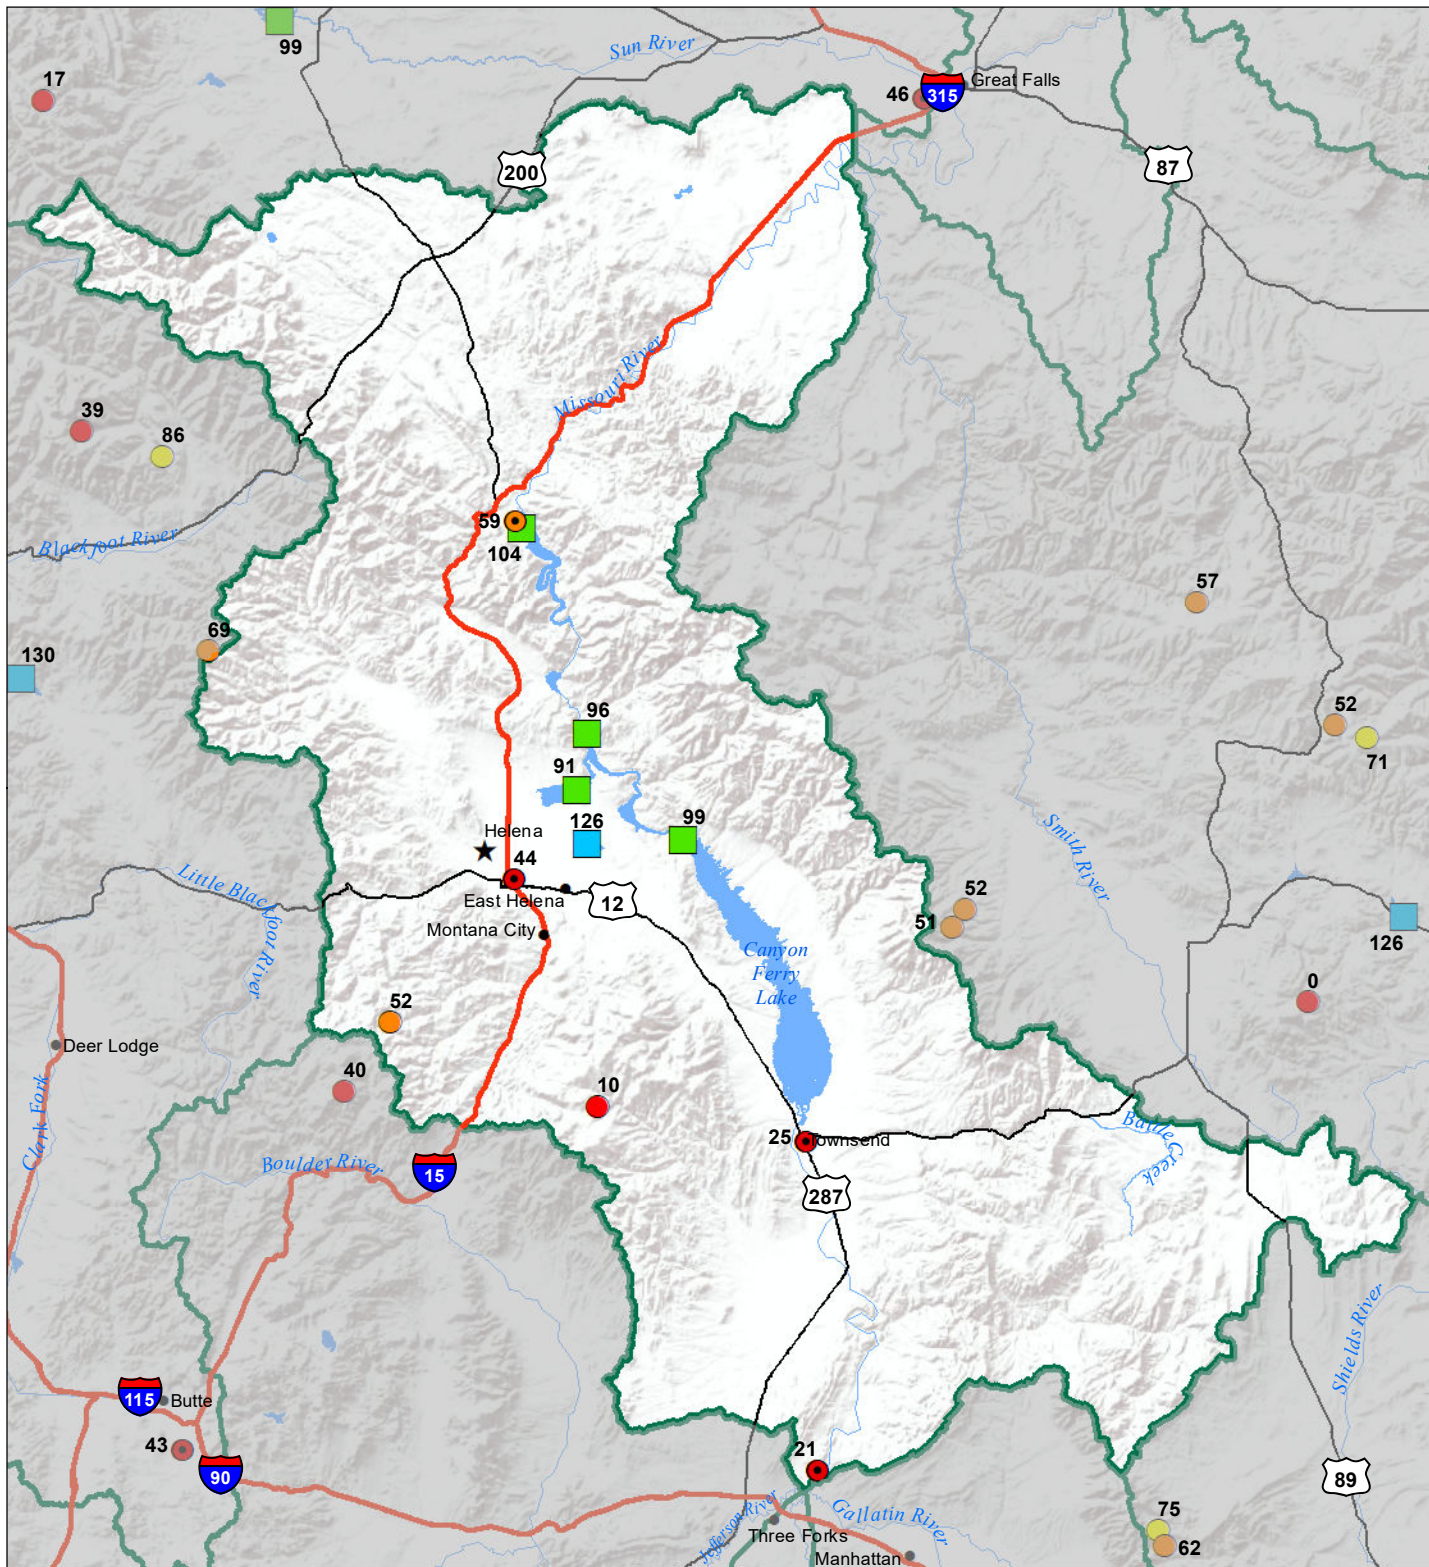 99
Sun River
17
46
315
Great Falls
200
87
Missouri River
39
86
59
104
Blackfoot River
57
69
130
96
52
71
91
126
99
Helena
44
Smith River
Little Blackfoot River
East Helena
12
52
51
126
Montana City
Canyon
Ferry
Lake
0
52
Deer Lodge
40
10
Clark Fork
25
Townsend
Battle Creek
Boulder River
15
287
Shields River
115
Butte
43
21
90
89
Jefferson River
Gallatin River
75
Three Forks
62
Manhattan